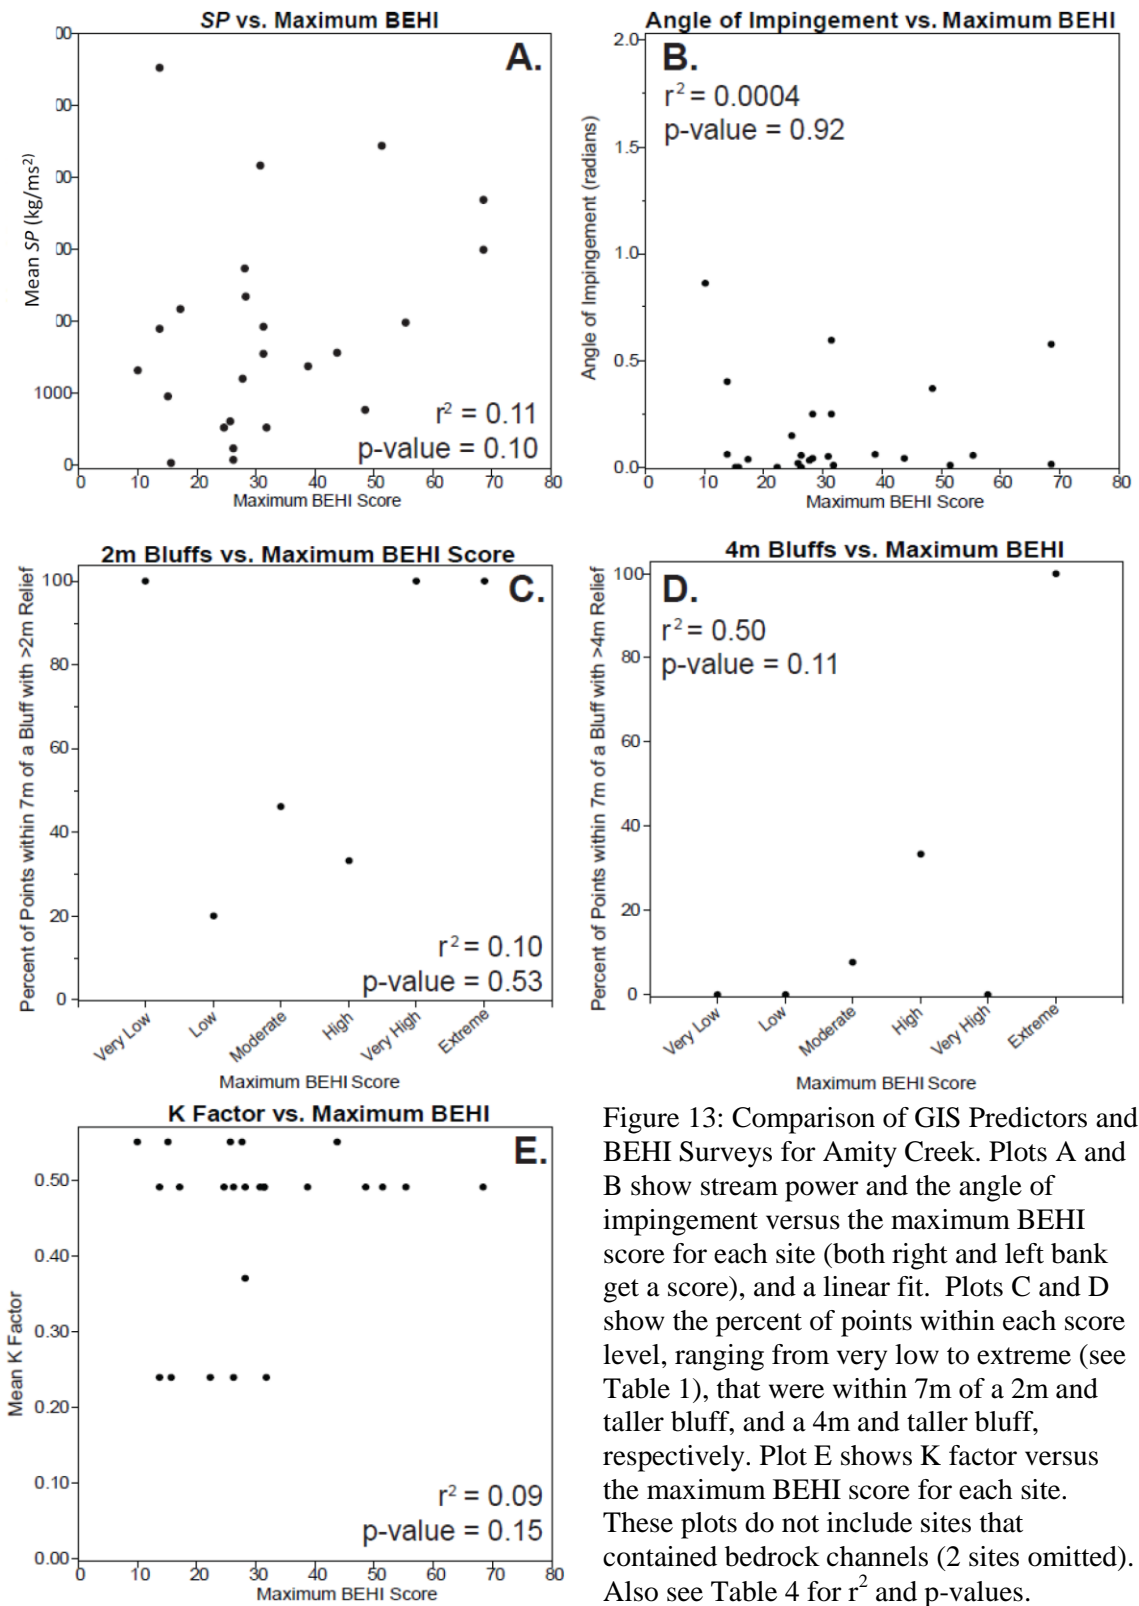 SP vs. Maximum BEHI
A.
Mean SP (kg/ms²)
00
00
00
00
00
1000
0
r² = 0.11
p-value = 0.10
0 10 20 30 40 50 60 70 80
Maximum BEHI Score
Angle of Impingement vs. Maximum BEHI
B.
r² = 0.0004
p-value = 0.92
Angle of Impingement (radians)
2.0
1.5
1.0
0.5
0.0
0 10 20 30 40 50 60 70 80
Maximum BEHI Score
2m Bluffs vs. Maximum BEHI Score
C.
Percent of Points within 7m of a Bluff with >2m Relief
100
80
60
40
20
0
r² = 0.10
p-value = 0.53
Very Low Low Moderate High Very High Extreme
Maximum BEHI Score
4m Bluffs vs. Maximum BEHI
D.
r² = 0.50
p-value = 0.11
Percent of Points within 7m of a Bluff with >4m Relief
100
80
60
40
20
0
Very Low Low Moderate High Very High Extreme
Maximum BEHI Score
K Factor vs. Maximum BEHI
E.
Mean K Factor
0.50
0.40
0.30
0.20
0.10
0.00
r² = 0.09
p-value = 0.15
0 10 20 30 40 50 60 70 80
Maximum BEHI Score
Figure 13: Comparison of GIS Predictors and
BEHI Surveys for Amity Creek. Plots A and
B show stream power and the angle of
impingement versus the maximum BEHI
score for each site (both right and left bank
get a score), and a linear fit.  Plots C and D
show the percent of points within each score
level, ranging from very low to extreme (see
Table 1), that were within 7m of a 2m and
taller bluff, and a 4m and taller bluff,
respectively. Plot E shows K factor versus
the maximum BEHI score for each site.
These plots do not include sites that
contained bedrock channels (2 sites omitted).
Also see Table 4 for r² and p-values.